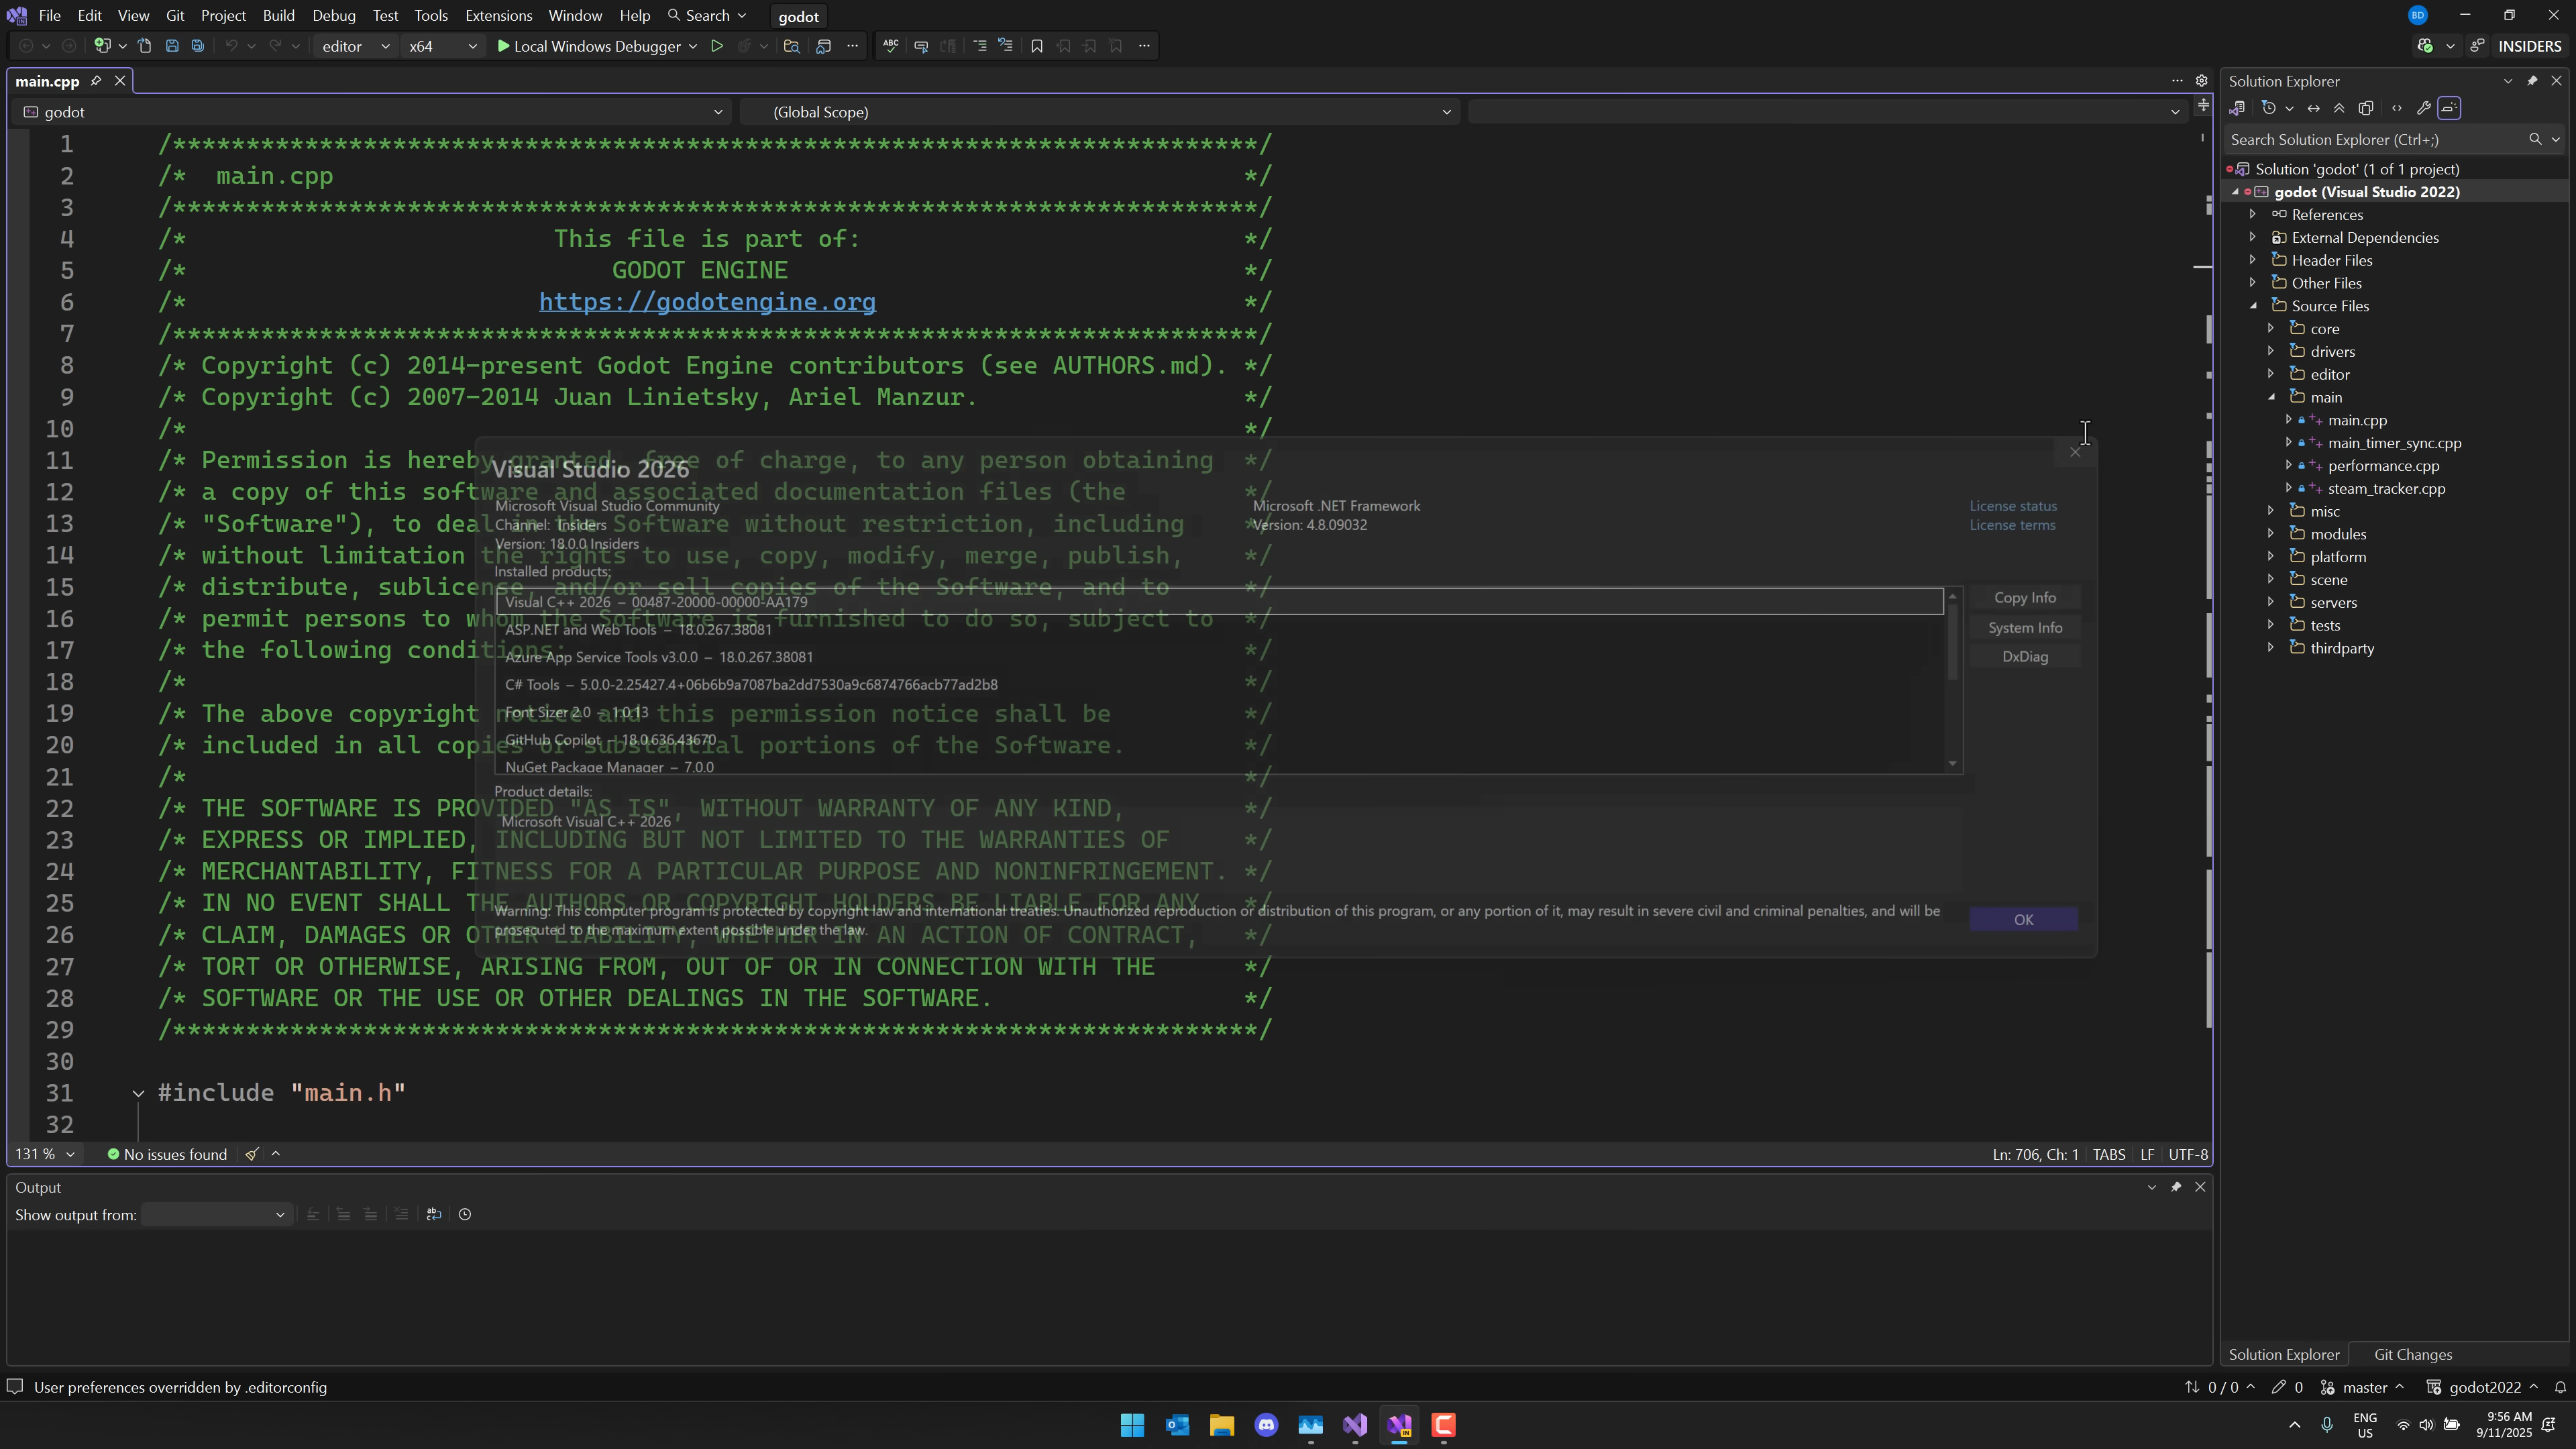 File Edit View Git Project Build Debug Test Tools Extensions Window Help Search godot BD
editor x64 Local Windows Debugger ABC INSIDERS
main.cpp
godot (Global Scope)
1 /**************************************************************************/
2 /*  main.cpp                                                              */
3 /**************************************************************************/
4 /*                         This file is part of:                          */
5 /*                             GODOT ENGINE                               */
6 /*                        https://godotengine.org                         */
7 /**************************************************************************/
8 /* Copyright (c) 2014-present Godot Engine contributors (see AUTHORS.md). */
9 /* Copyright (c) 2007-2014 Juan Linietsky, Ariel Manzur.                  */
10 /*                                                                        */
11 /* Permission is hereby granted, free of charge, to any person obtaining  */
12 /* a copy of this software and associated documentation files (the        */
13 /* "Software"), to deal in the Software without restriction, including    */
14 /* without limitation the rights to use, copy, modify, merge, publish,    */
15 /* distribute, sublicense, and/or sell copies of the Software, and to     */
16 /* permit persons to whom the Software is furnished to do so, subject to  */
17 /* the following conditions:                                              */
18 /*                                                                        */
19 /* The above copyright notice and this permission notice shall be         */
20 /* included in all copies or substantial portions of the Software.        */
21 /*                                                                        */
22 /* THE SOFTWARE IS PROVIDED "AS IS", WITHOUT WARRANTY OF ANY KIND,        */
23 /* EXPRESS OR IMPLIED, INCLUDING BUT NOT LIMITED TO THE WARRANTIES OF     */
24 /* MERCHANTABILITY, FITNESS FOR A PARTICULAR PURPOSE AND NONINFRINGEMENT. */
25 /* IN NO EVENT SHALL THE AUTHORS OR COPYRIGHT HOLDERS BE LIABLE FOR ANY   */
26 /* CLAIM, DAMAGES OR OTHER LIABILITY, WHETHER IN AN ACTION OF CONTRACT,   */
27 /* TORT OR OTHERWISE, ARISING FROM, OUT OF OR IN CONNECTION WITH THE      */
28 /* SOFTWARE OR THE USE OR OTHER DEALINGS IN THE SOFTWARE.                 */
29 /**************************************************************************/
30
31 #include "main.h"
32
Visual Studio 2026
Microsoft Visual Studio Community
Channel: Insiders
Version: 18.0.0 Insiders
Microsoft .NET Framework
Version: 4.8.09032
License status
License terms
Installed products:
Visual C++ 2026 – 00487-20000-00000-AA179
ASP.NET and Web Tools – 18.0.267.38081
Azure App Service Tools v3.0.0 – 18.0.267.38081
C# Tools – 5.0.0-2.25427.4+06b6b9a7087ba2dd7530a9c6874766acb77ad2b8
Font Sizer 2.0 – 1.0.13
GitHub Copilot – 18.0.636.43670
NuGet Package Manager – 7.0.0
Copy Info
System Info
DxDiag
Product details:
Microsoft Visual C++ 2026
Warning: This computer program is protected by copyright law and international treaties. Unauthorized reproduction or distribution of this program, or any portion of it, may result in severe civil and criminal penalties, and will be
prosecuted to the maximum extent possible under the law.
OK
131 % No issues found Ln: 706, Ch: 1 TABS LF UTF-8
Output
Show output from:
Solution Explorer
Search Solution Explorer (Ctrl+;)
Solution 'godot' (1 of 1 project)
godot (Visual Studio 2022)
References
External Dependencies
Header Files
Other Files
Source Files
core
drivers
editor
main
main.cpp
main_timer_sync.cpp
performance.cpp
steam_tracker.cpp
misc
modules
platform
scene
servers
tests
thirdparty
Solution Explorer Git Changes
User preferences overridden by .editorconfig 0 / 0 0 master godot2022
ENG
US
9:56 AM
9/11/2025